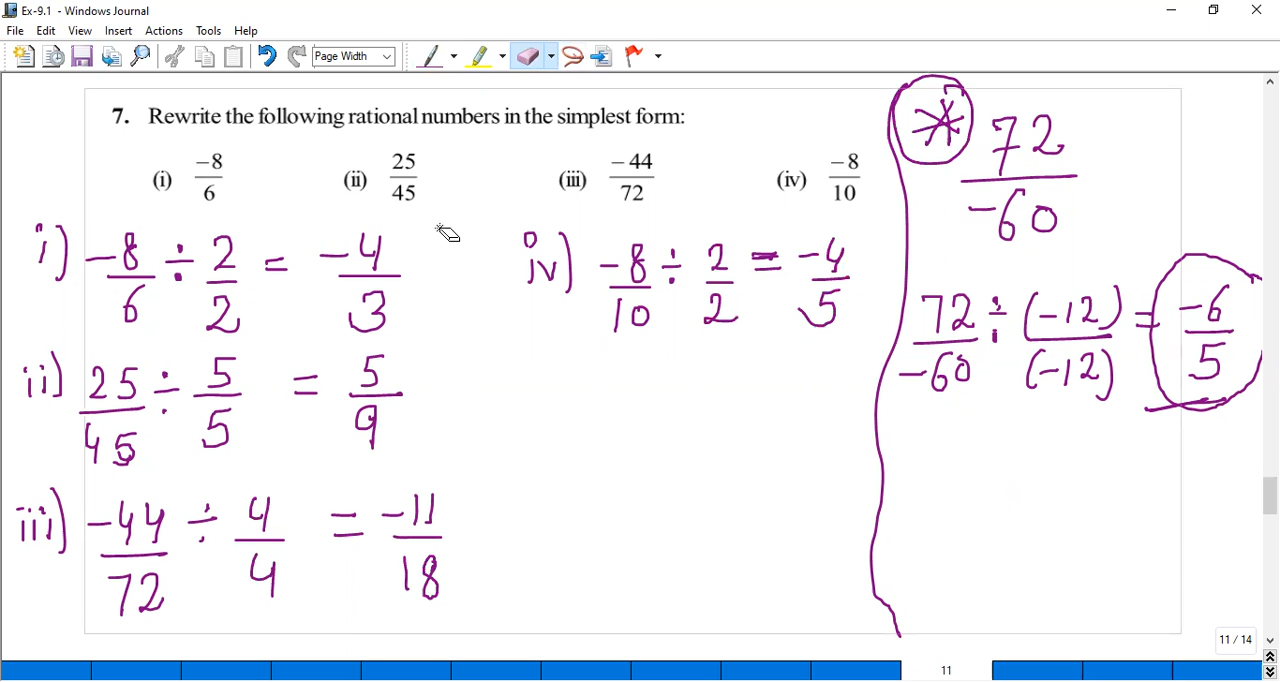 Ex-9.1 - Windows Journal
File Edit View Insert Actions Tools Help
Page Width
7. Rewrite the following rational numbers in the simplest form:
(i) −8/6 (ii) 25/45 (iii) −44/72 (iv) −8/10
i) -8/6 ÷ 2/2 = -4/3
ii) 25/45 ÷ 5/5 = 5/9
iii) -44/72 ÷ 4/4 = -11/18
iv) -8/10 ÷ 2/2 = -4/5
* 72/-60
72/-60 ÷ (-12)/(-12) = -6/5
11 / 14
11